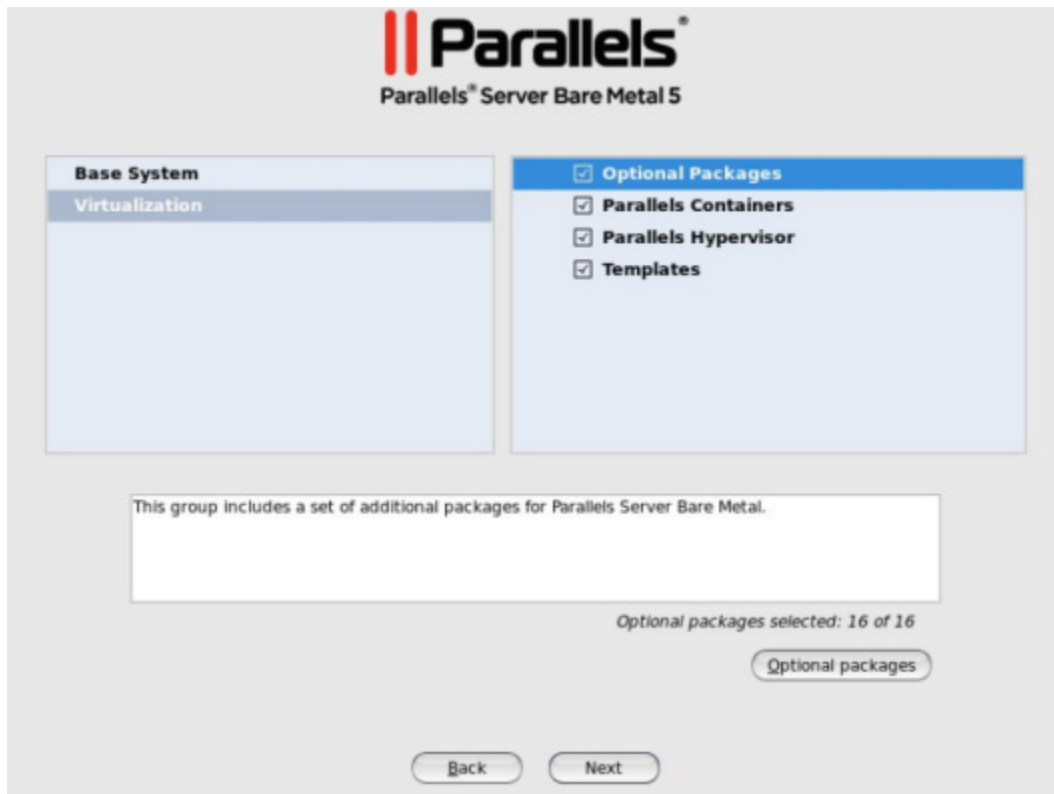 Parallels®
Parallels® Server Bare Metal 5
Base System
Virtualization
Optional Packages
Parallels Containers
Parallels Hypervisor
Templates
This group includes a set of additional packages for Parallels Server Bare Metal.
Optional packages selected: 16 of 16
Optional packages
Back
Next